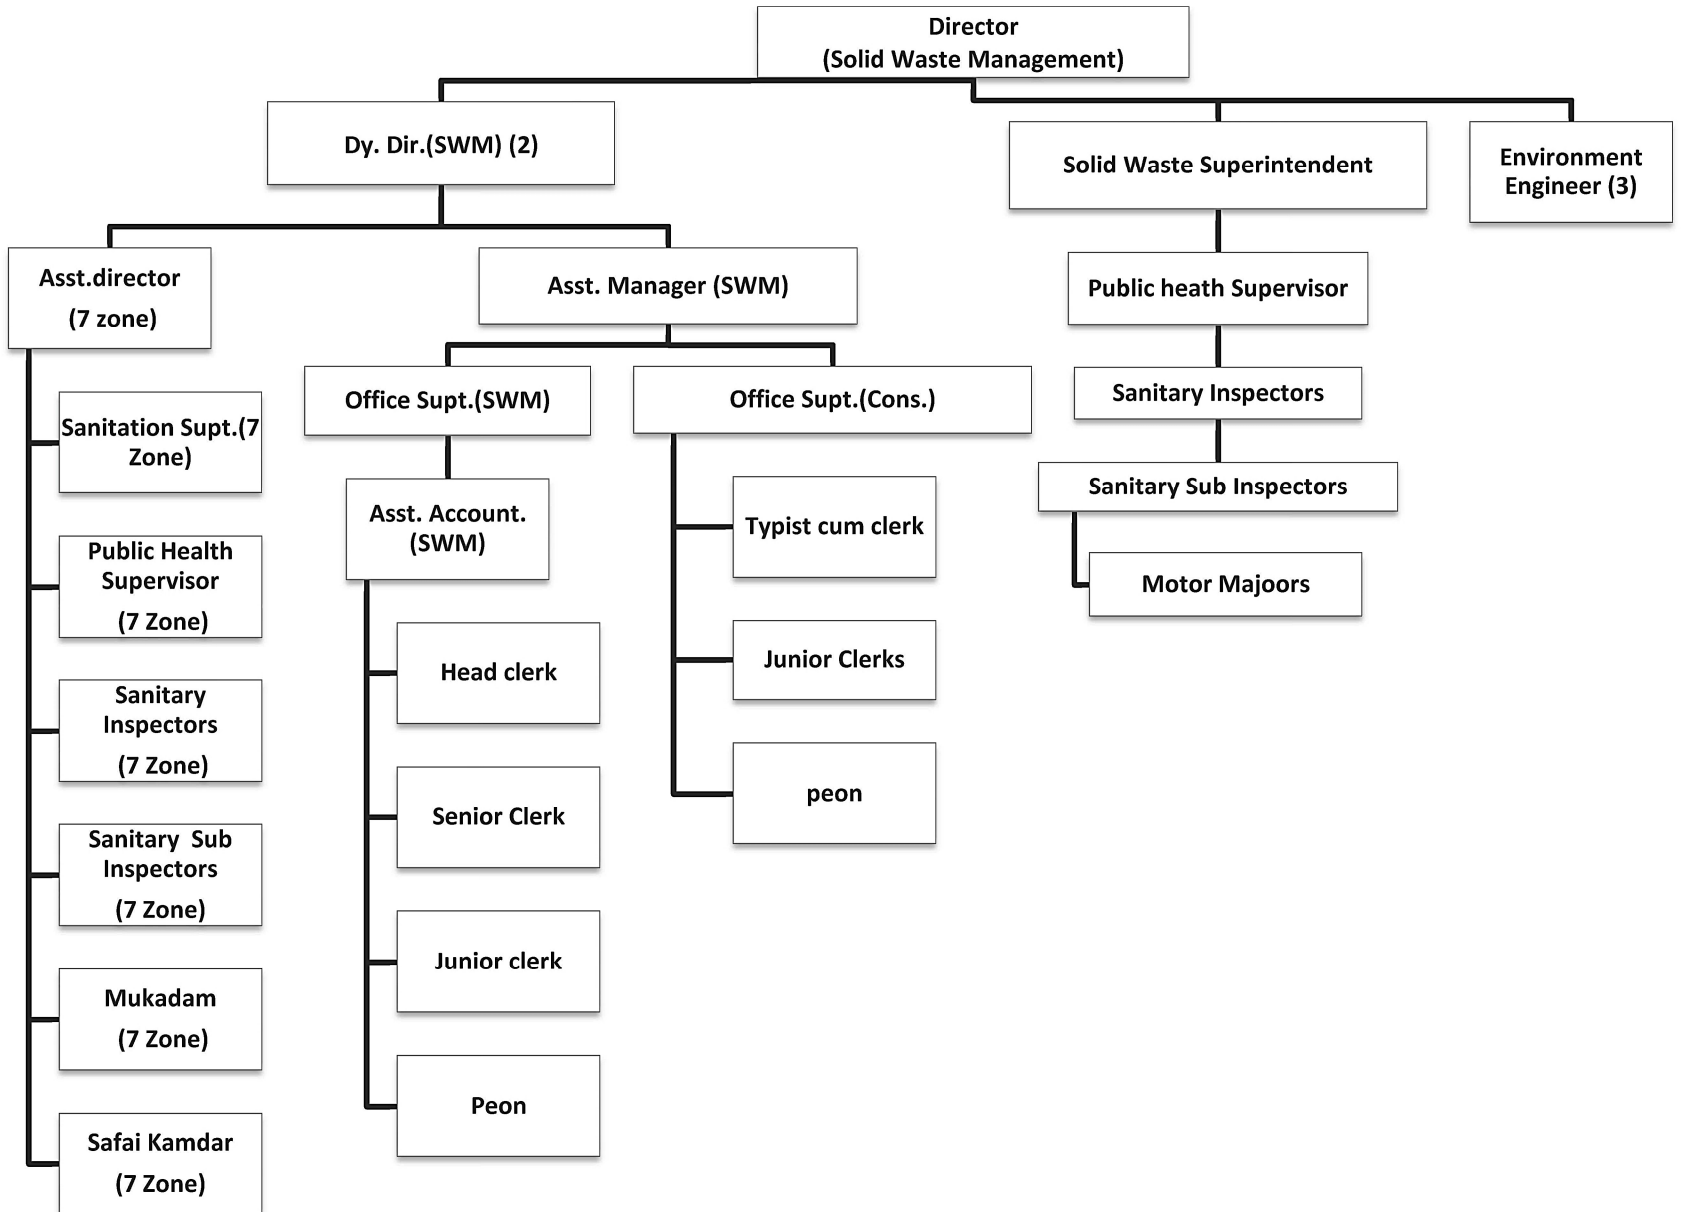 Director
(Solid Waste Management)
Dy. Dir.(SWM) (2)
Solid Waste Superintendent
Environment
Engineer (3)
Asst.director
(7 zone)
Asst. Manager (SWM)
Public heath Supervisor
Office Supt.(SWM)
Office Supt.(Cons.)
Sanitary Inspectors
Sanitation Supt.(7
Zone)
Asst. Account.
(SWM)
Typist cum clerk
Sanitary Sub Inspectors
Public Health
Supervisor
(7 Zone)
Motor Majoors
Head clerk
Junior Clerks
Sanitary
Inspectors
(7 Zone)
Senior Clerk
peon
Sanitary  Sub
Inspectors
(7 Zone)
Junior clerk
Mukadam
(7 Zone)
Peon
Safai Kamdar
(7 Zone)